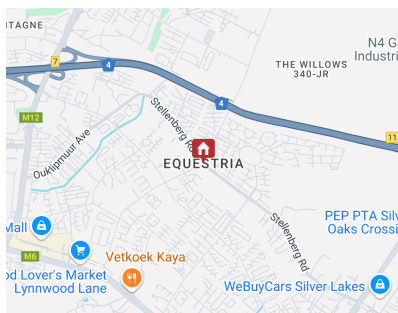 NTAGNE
N4 G
Industri
THE WILLOWS
340-JR
7
4
4
11
M12
Stellenberg Rd
Ouklipmuur Ave
EQUESTRIA
Stellenberg Rd
PEP PTA Silv
Oaks Crossi
Mall
M6
Vetkoek Kaya
od Lover's Market
Lynnwood Lane
WeBuyCars Silver Lakes